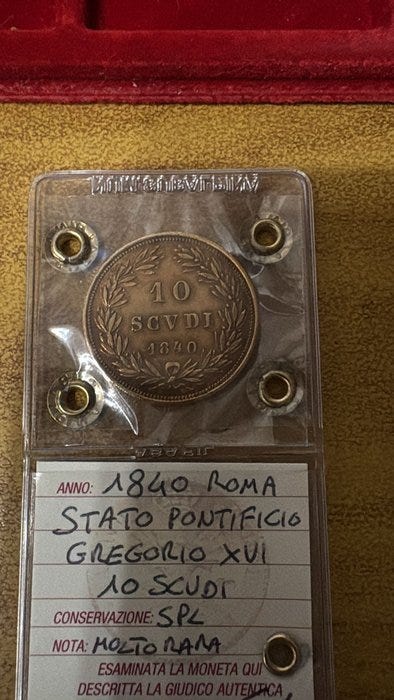 10
SCVDI
1840
ANNO: 1840 ROMA
STATO PONTIFICIO
GREGORIO XVI
10 SCUDI
CONSERVAZIONE: SPL
NOTA: MOLTO RARA
ESAMINATA LA MONETA QUI
DESCRITTA LA GIUDICO AUTENTICA,